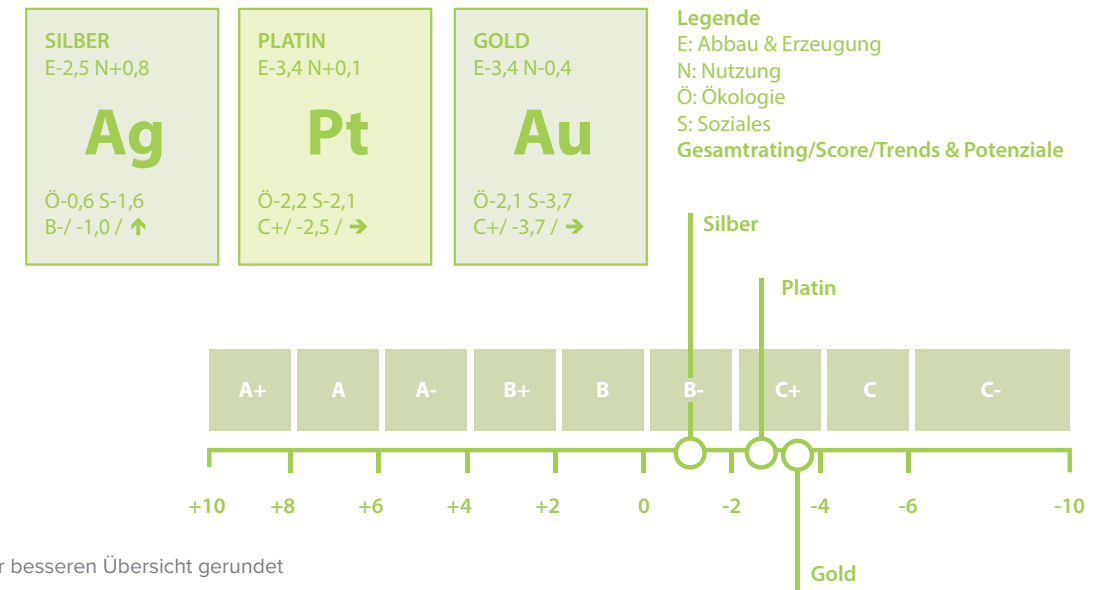 SILBER
E-2,5 N+0,8
Ag
Ö-0,6 S-1,6
B-/ -1,0 / ↑
PLATIN
E-3,4 N+0,1
Pt
Ö-2,2 S-2,1
C+/ -2,5 / →
GOLD
E-3,4 N-0,4
Au
Ö-2,1 S-3,7
C+/ -3,7 / →
Legende
E: Abbau & Erzeugung
N: Nutzung
Ö: Ökologie
S: Soziales
Gesamtrating/Score/Trends & Potenziale
Silber
Platin
A+ A A- B+ B B- C+ C C-
+10 +8 +6 +4 +2 0 -2 -4 -6 -10
Gold
r besseren Übersicht gerundet